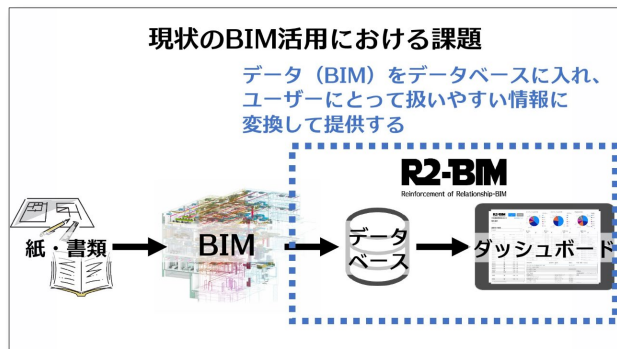 現状のBIM活用における課題
データ（BIM）をデータベースに入れ、
ユーザーにとって扱いやすい情報に
変換して提供する
R2-BIM
Reinforcement of Relationship-BIM
紙・書類
BIM
データ
ベース
ダッシュボード
R2-BIM